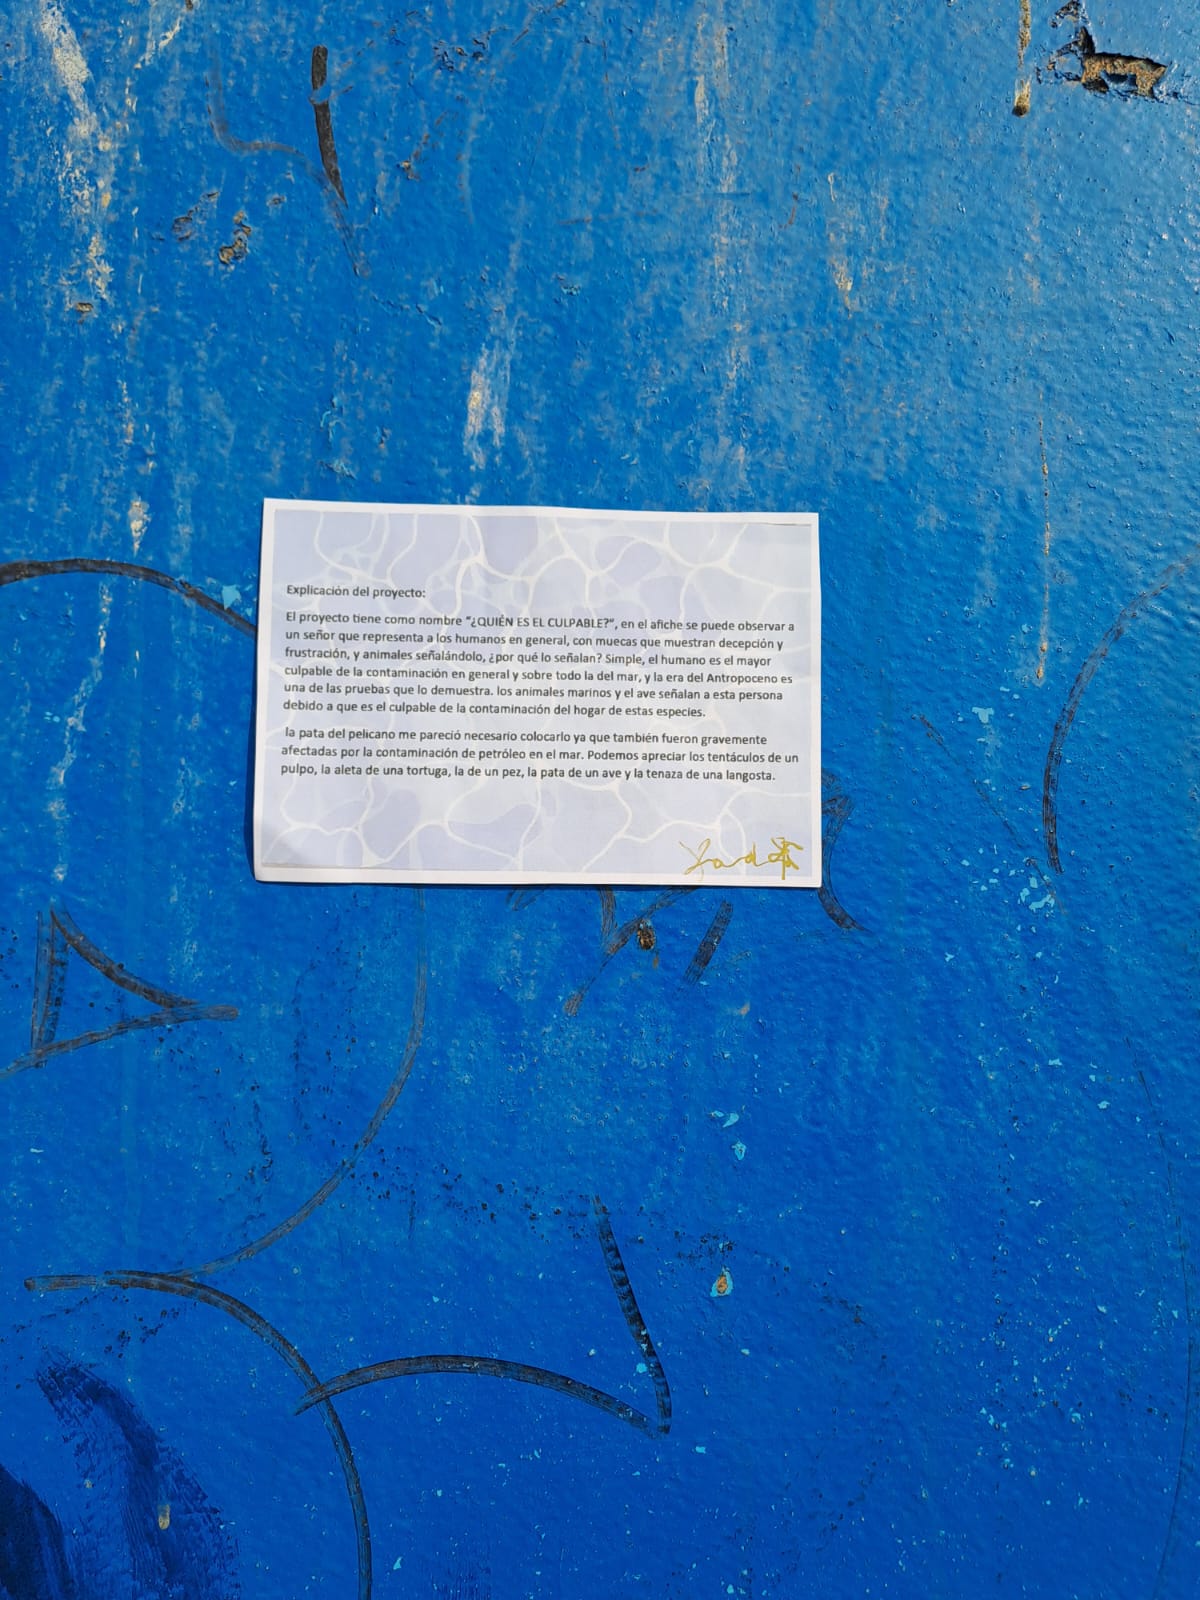 Explicación del proyecto:
El proyecto tiene como nombre "¿QUIÉN ES EL CULPABLE?", en el afiche se puede observar a
un señor que representa a los humanos en general, con muecas que muestran decepción y
frustración, y animales señalándolo, ¿por qué lo señalan? Simple, el humano es el mayor
culpable de la contaminación en general y sobre todo la del mar, y la era del Antropoceno es
una de las pruebas que lo demuestra. los animales marinos y el ave señalan a esta persona
debido a que es el culpable de la contaminación del hogar de estas especies.
la pata del pelicano me pareció necesario colocarlo ya que también fueron gravemente
afectadas por la contaminación de petróleo en el mar. Podemos apreciar los tentáculos de un
pulpo, la aleta de una tortuga, la de un pez, la pata de un ave y la tenaza de una langosta.